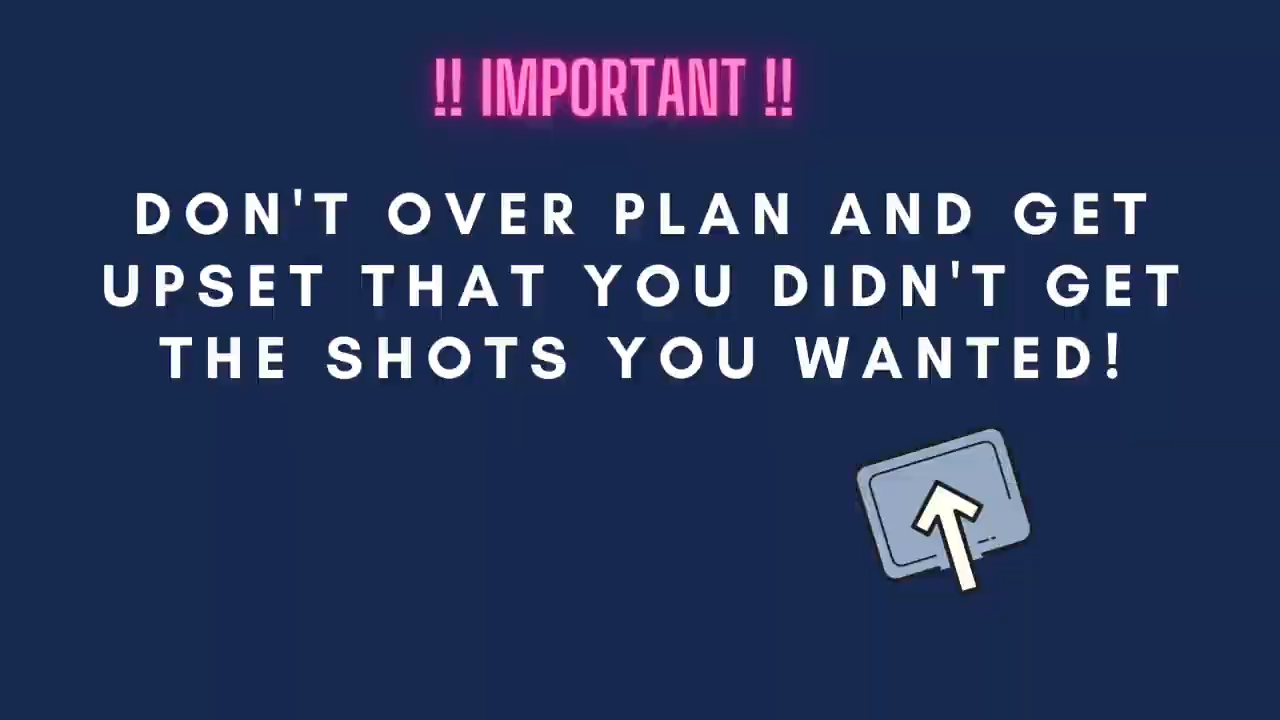 !! IMPORTANT !!
DON'T OVER PLAN AND GET
UPSET THAT YOU DIDN'T GET
THE SHOTS YOU WANTED!